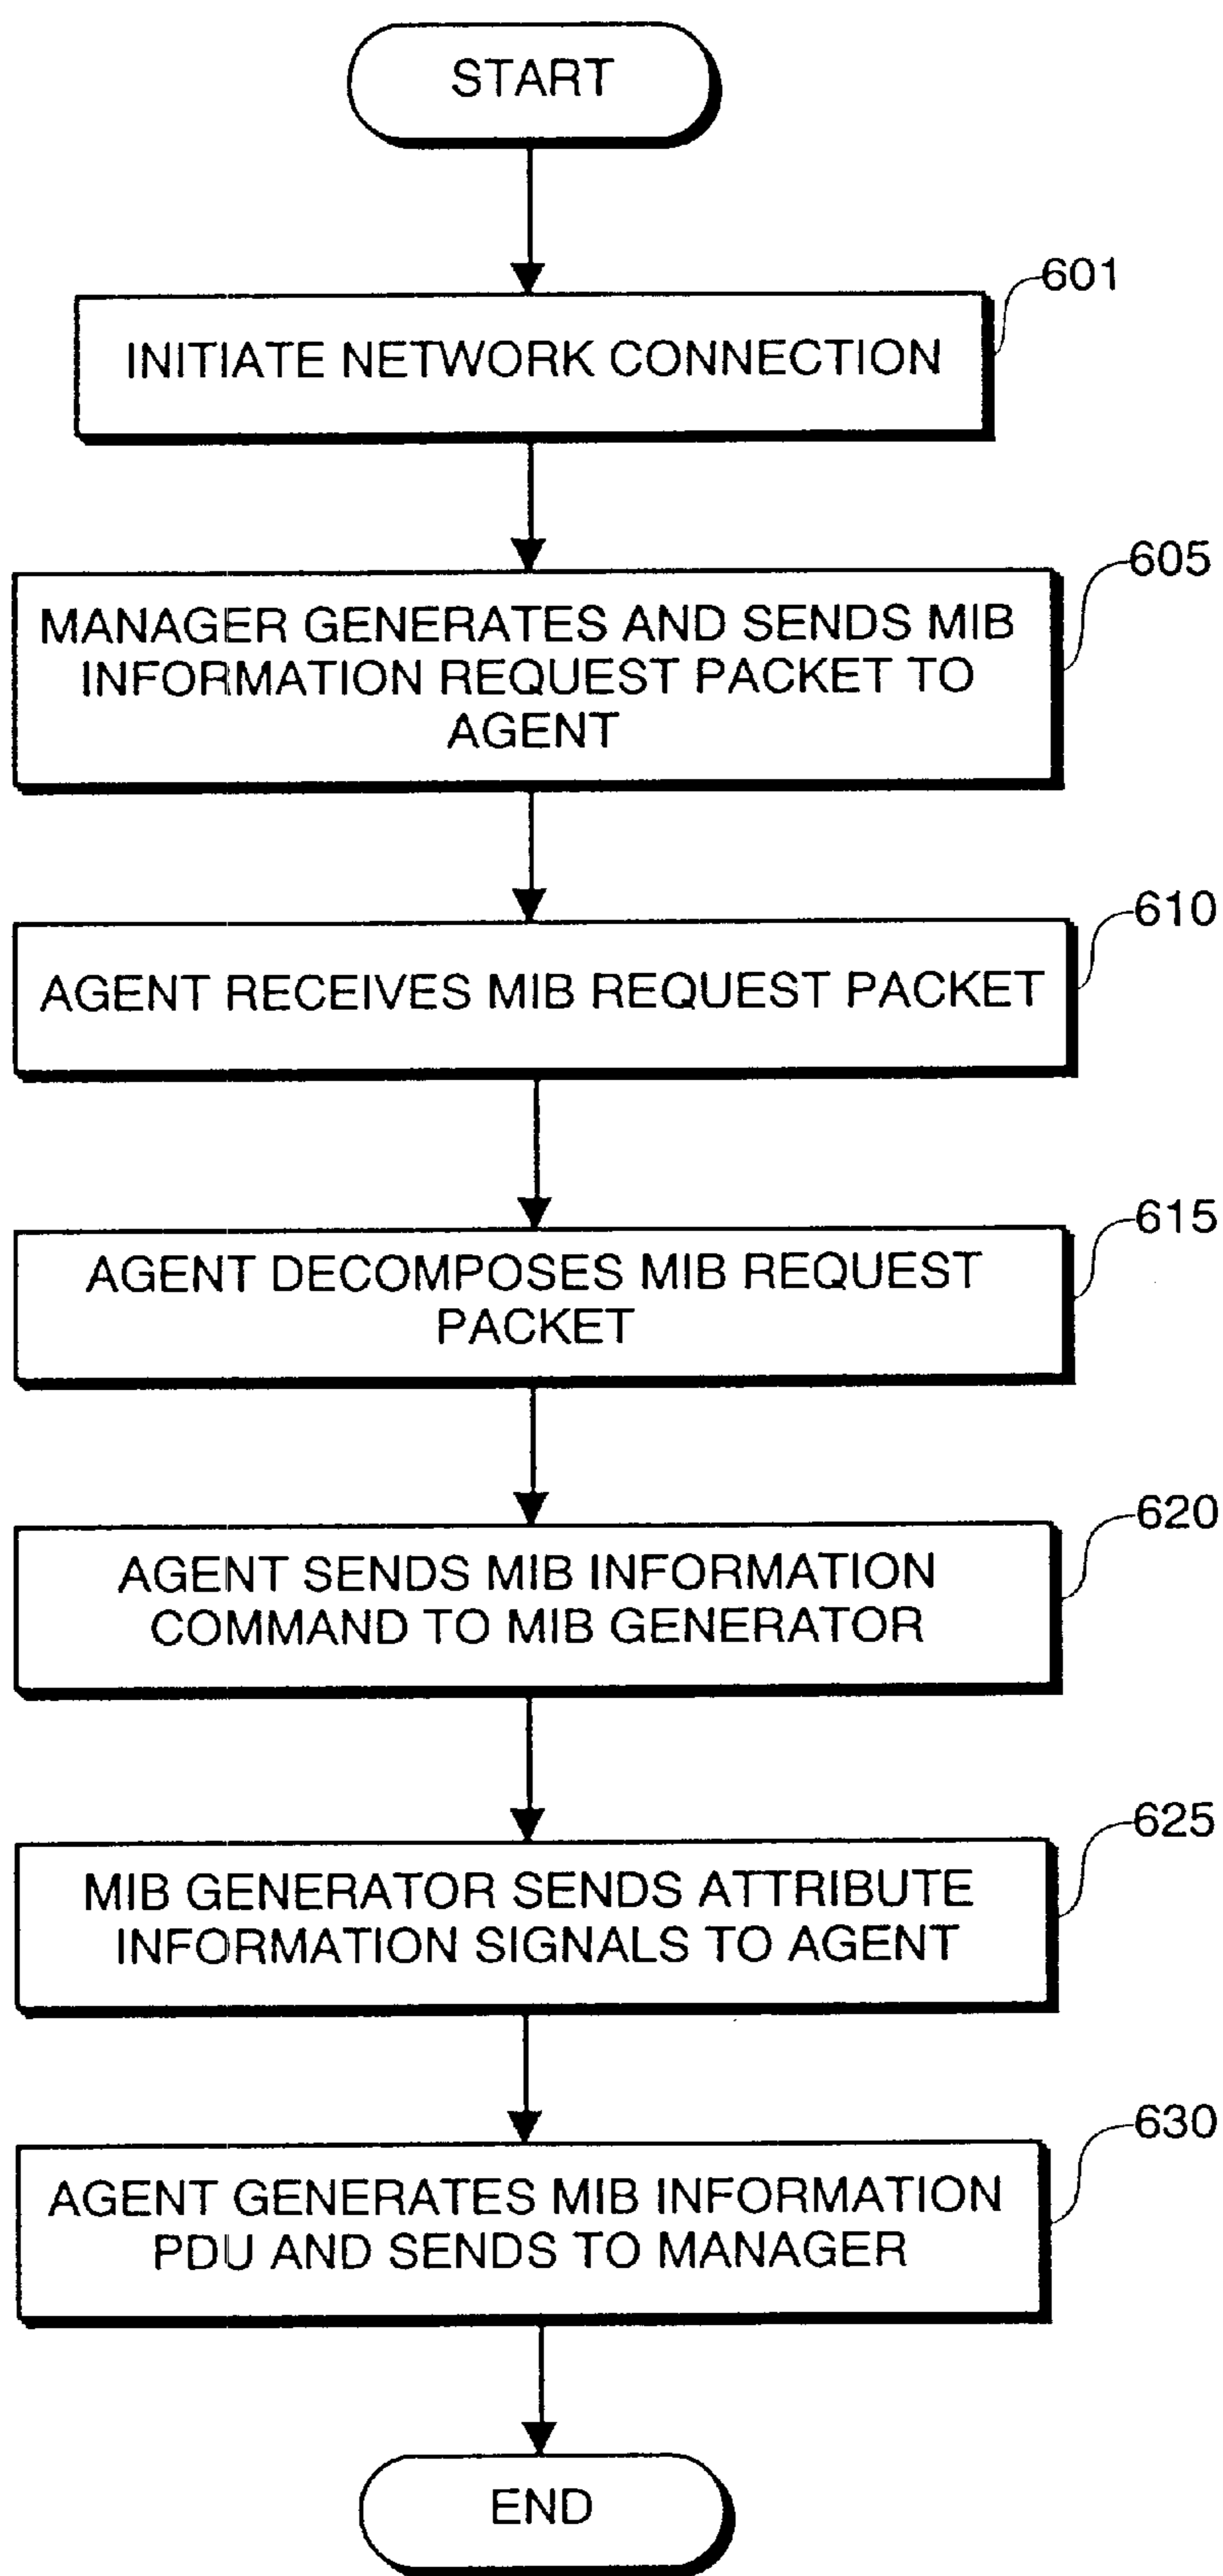 START
601
INITIATE NETWORK CONNECTION
605
MANAGER GENERATES AND SENDS MIB
INFORMATION REQUEST PACKET TO
AGENT
610
AGENT RECEIVES MIB REQUEST PACKET
615
AGENT DECOMPOSES MIB REQUEST
PACKET
620
AGENT SENDS MIB INFORMATION
COMMAND TO MIB GENERATOR
625
MIB GENERATOR SENDS ATTRIBUTE
INFORMATION SIGNALS TO AGENT
630
AGENT GENERATES MIB INFORMATION
PDU AND SENDS TO MANAGER
END